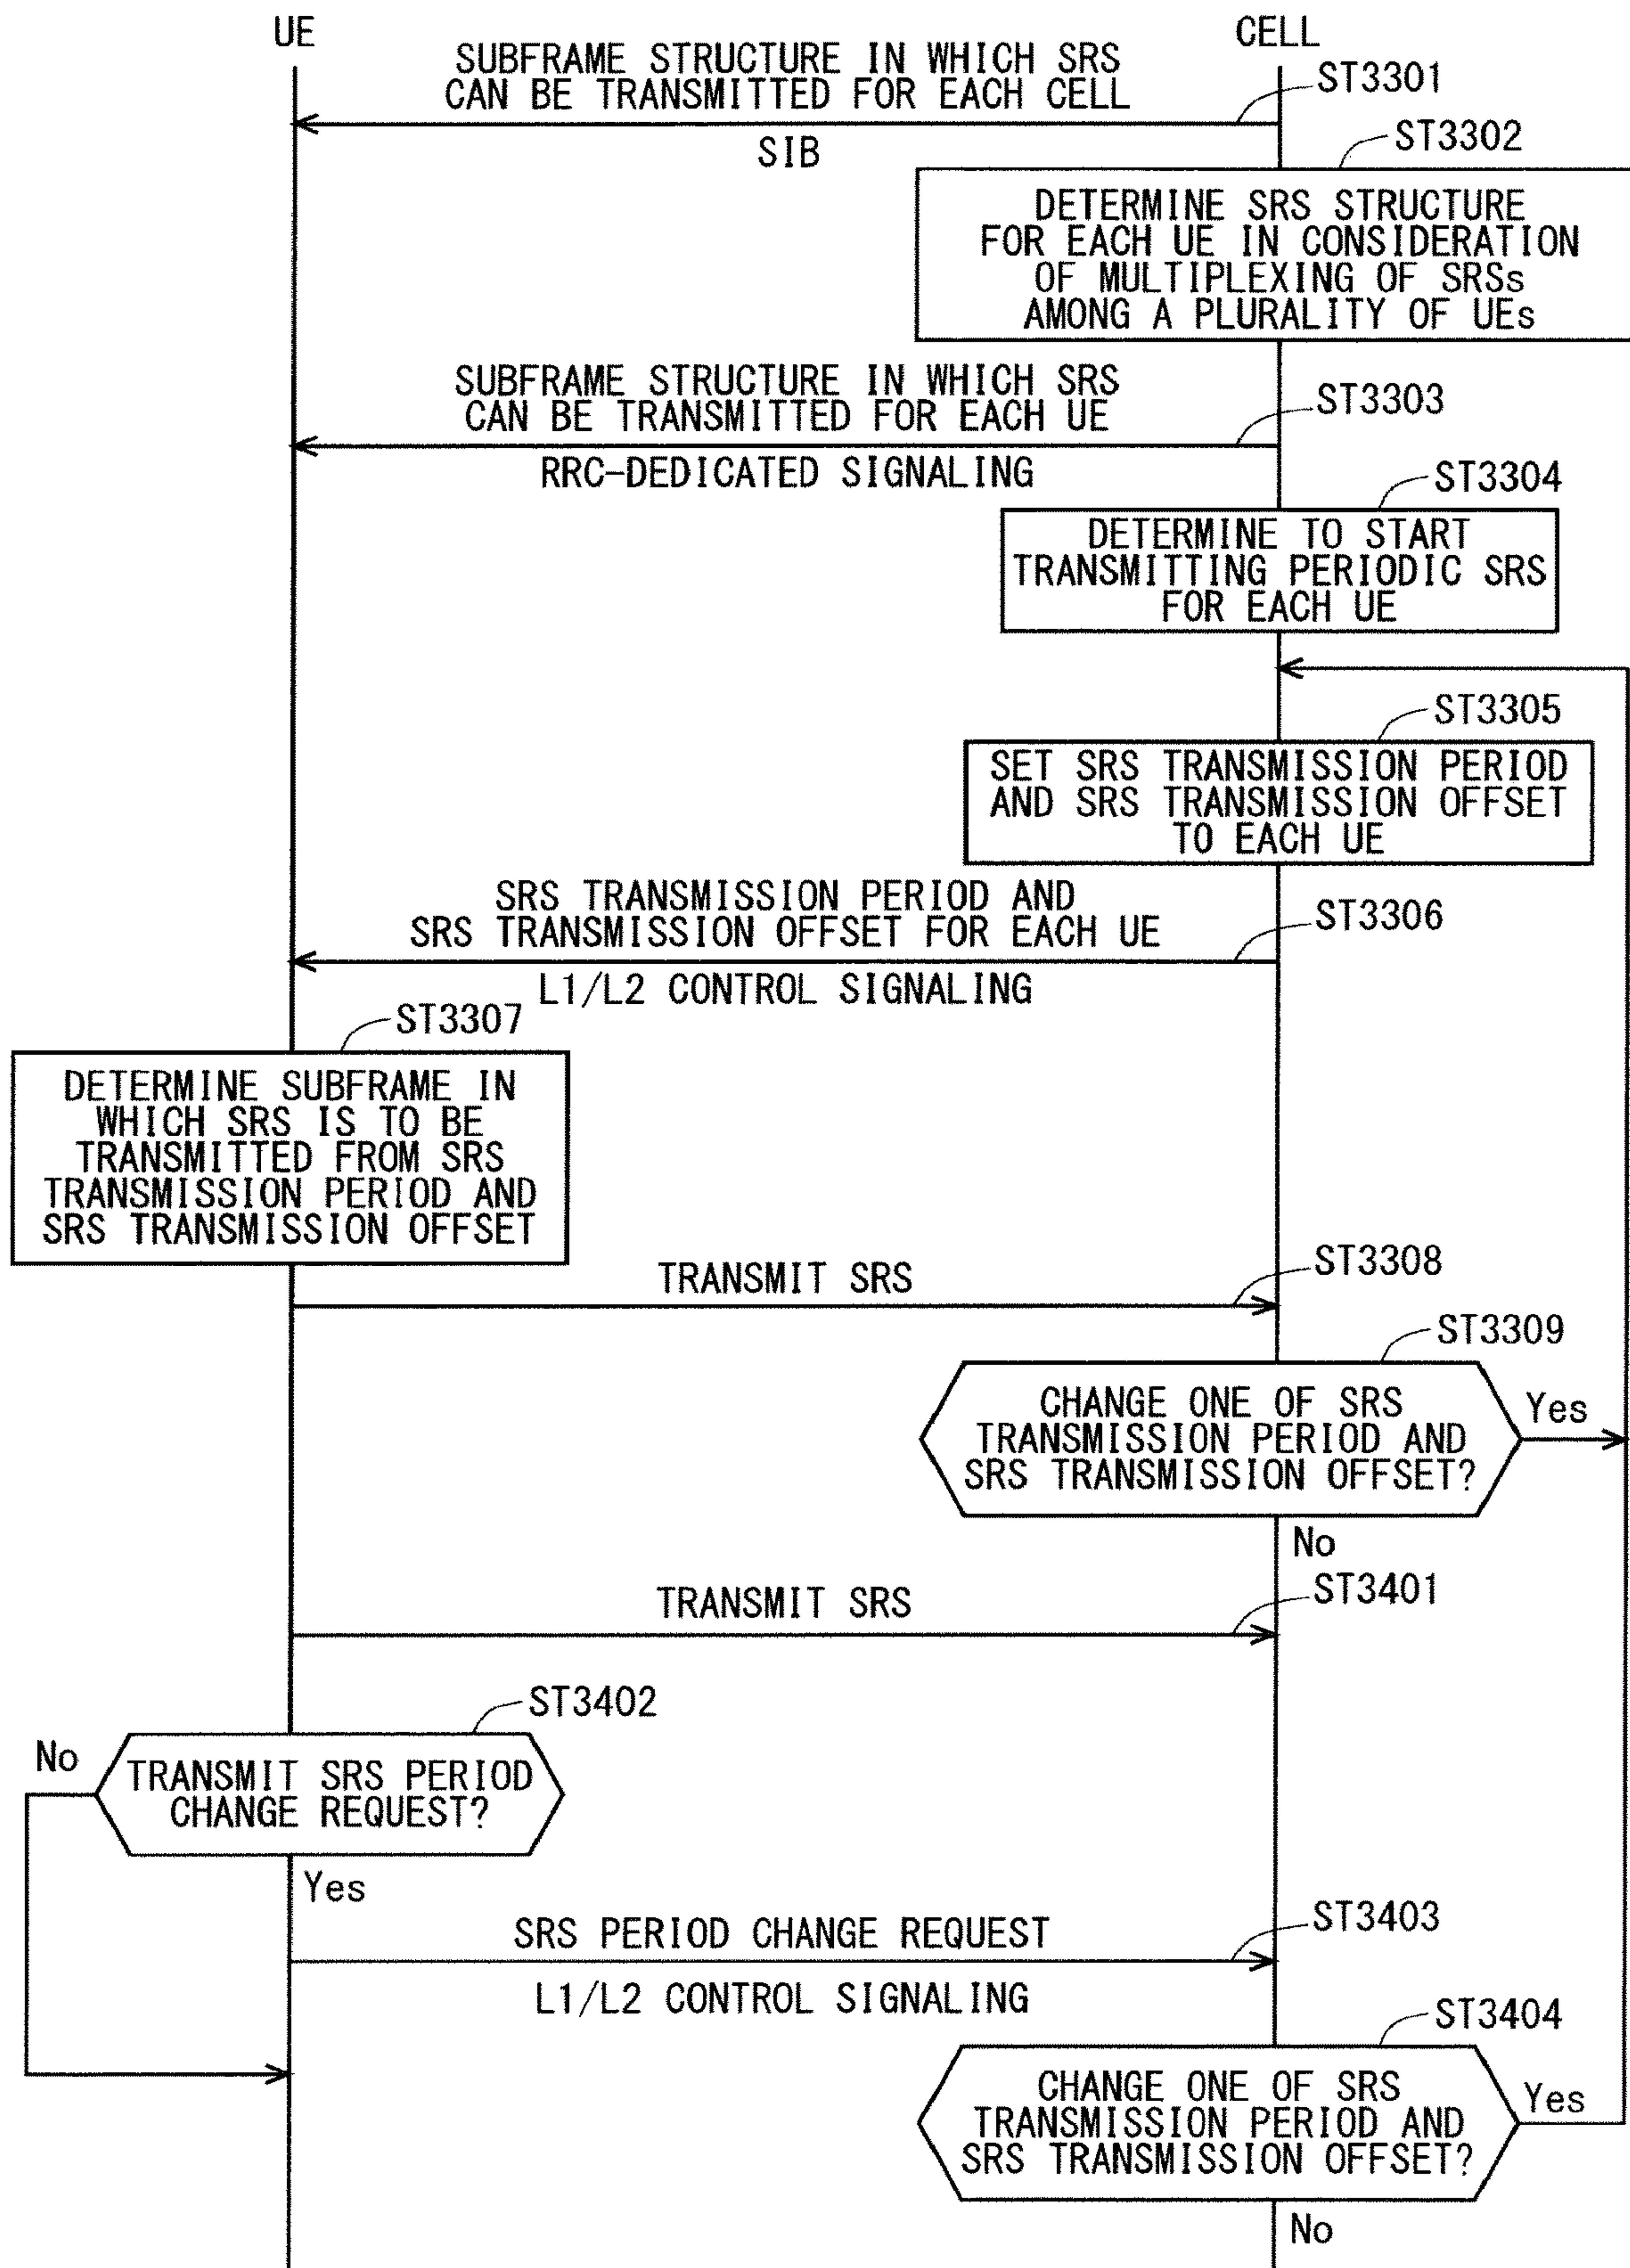 UE
CELL
SUBFRAME STRUCTURE IN WHICH SRS
CAN BE TRANSMITTED FOR EACH CELL
ST3301
SIB
ST3302
DETERMINE SRS STRUCTURE
FOR EACH UE IN CONSIDERATION
OF MULTIPLEXING OF SRSs
AMONG A PLURALITY OF UEs
SUBFRAME STRUCTURE IN WHICH SRS
CAN BE TRANSMITTED FOR EACH UE
ST3303
RRC-DEDICATED SIGNALING
ST3304
DETERMINE TO START
TRANSMITTING PERIODIC SRS
FOR EACH UE
ST3305
SET SRS TRANSMISSION PERIOD
AND SRS TRANSMISSION OFFSET
TO EACH UE
SRS TRANSMISSION PERIOD AND
SRS TRANSMISSION OFFSET FOR EACH UE
ST3306
L1/L2 CONTROL SIGNALING
ST3307
DETERMINE SUBFRAME IN
WHICH SRS IS TO BE
TRANSMITTED FROM SRS
TRANSMISSION PERIOD AND
SRS TRANSMISSION OFFSET
TRANSMIT SRS
ST3308
ST3309
CHANGE ONE OF SRS
TRANSMISSION PERIOD AND
SRS TRANSMISSION OFFSET?
Yes
No
TRANSMIT SRS
ST3401
ST3402
No
TRANSMIT SRS PERIOD
CHANGE REQUEST?
Yes
SRS PERIOD CHANGE REQUEST
ST3403
L1/L2 CONTROL SIGNALING
ST3404
CHANGE ONE OF SRS
TRANSMISSION PERIOD AND
SRS TRANSMISSION OFFSET?
Yes
No